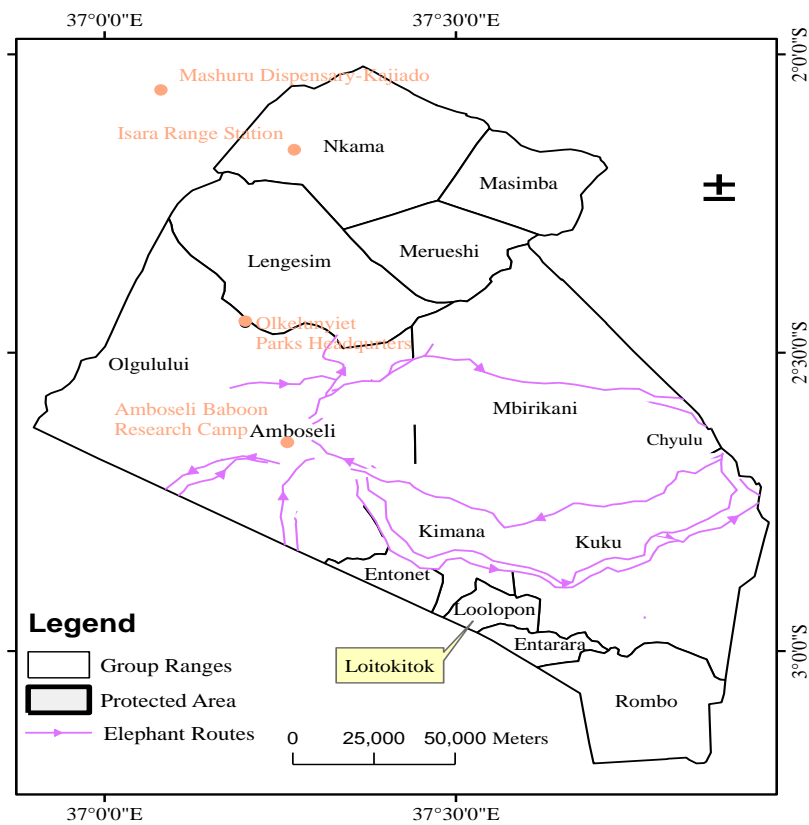 37°0'0"E
37°30'0"E
2°0'0"S
Mashuru Dispensary-Kajiado
Isara Range Station
Nkama
Masimba
±
Merueshi
Lengesim
Olkelunyiet
Parks Headqurters
2°30'0"S
Olgululului
Mbirikani
Amboseli Baboon
Research Camp
Amboseli
Chyulu
Kimana
Kuku
Entonet
Loolopon
Legend
Entarara
Loitokitok
3°0'0"S
Group Ranges
Rombo
Protected Area
Elephant Routes
0
25,000
50,000 Meters
37°0'0"E
37°30'0"E